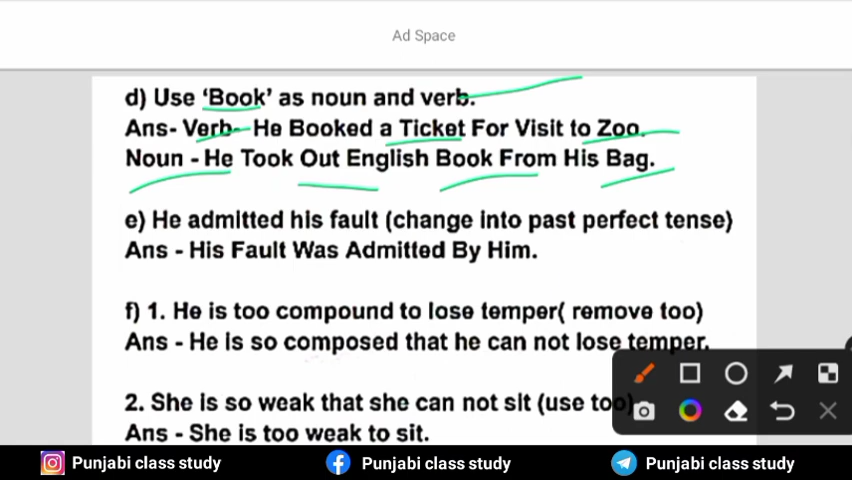 Ad Space
d) Use ‘Book’ as noun and verb.
Ans- Verb- He Booked a Ticket For Visit to Zoo.
Noun - He Took Out English Book From His Bag.
e) He admitted his fault (change into past perfect tense)
Ans - His Fault Was Admitted By Him.
f) 1. He is too compound to lose temper( remove too)
Ans - He is so composed that he can not lose temper.
2. She is so weak that she can not sit (use too)
Ans - She is too weak to sit.
Punjabi class study Punjabi class study Punjabi class study